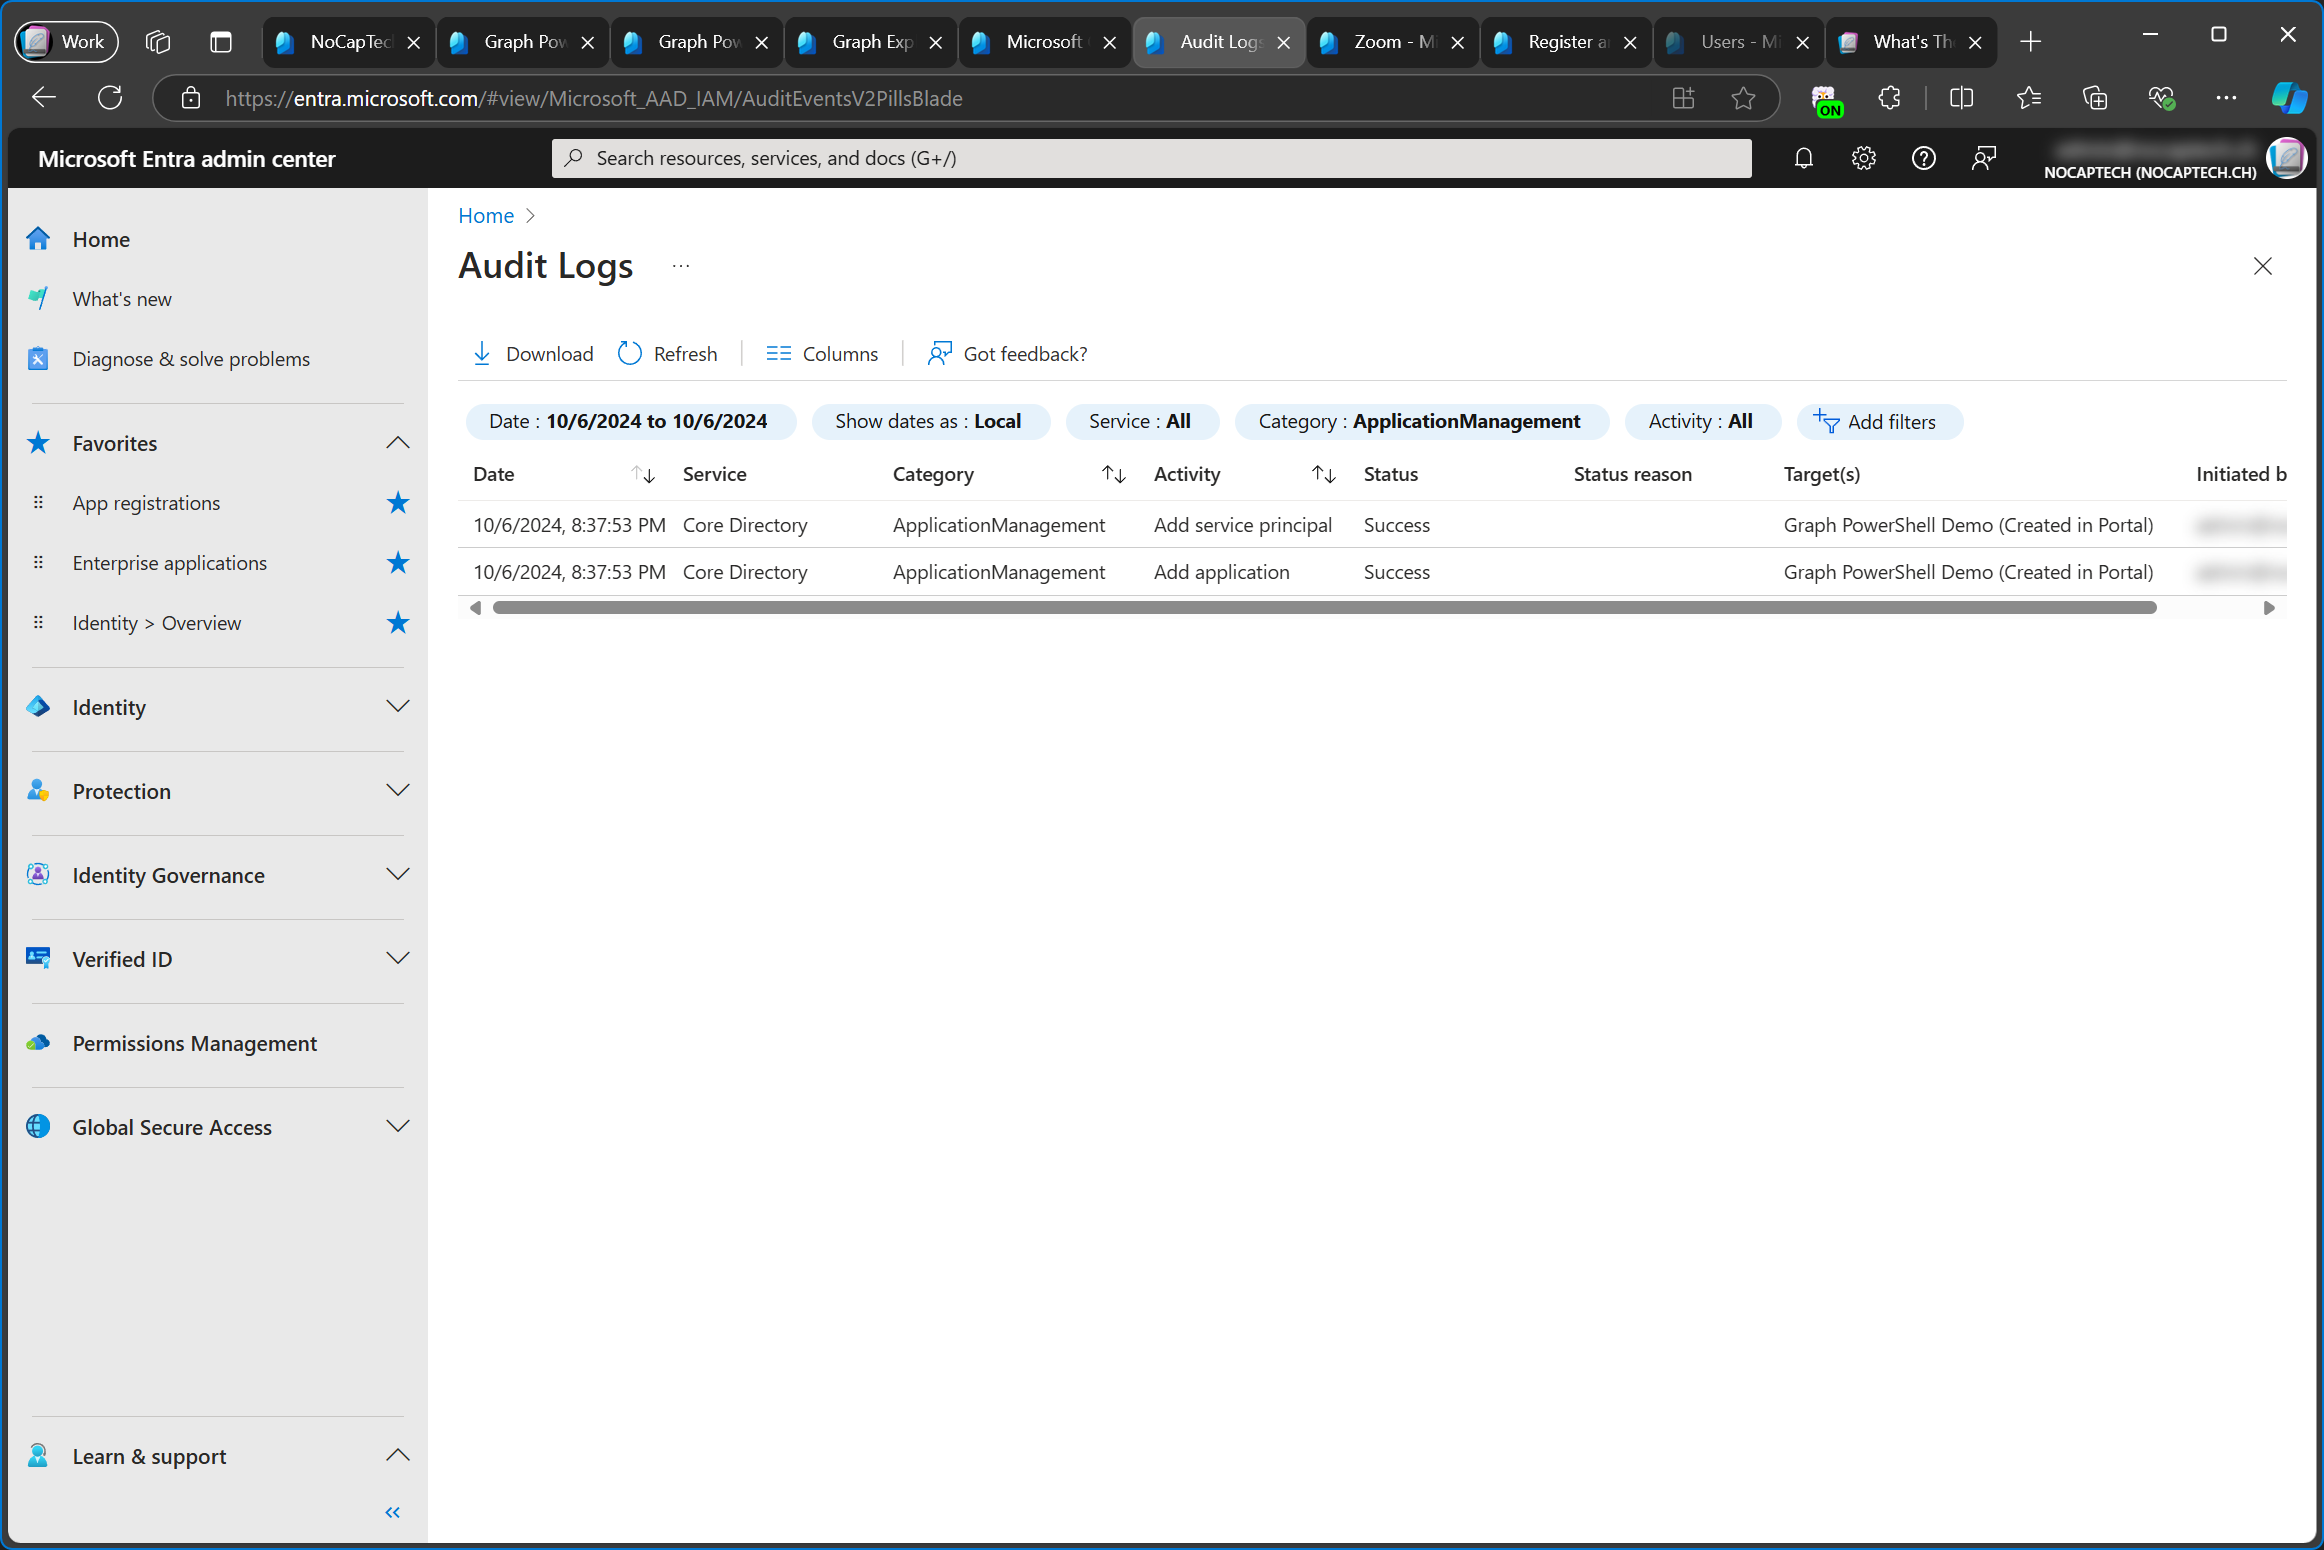 Work
NoCapTec
Graph Pow
Graph Pow
Graph Exp
Microsoft
Audit Logs
Zoom - Mi
Register a
Users - Mi
What's Th
https://entra.microsoft.com/#view/Microsoft_AAD_IAM/AuditEventsV2PillsBlade
ON
Microsoft Entra admin center
Search resources, services, and docs (G+/)
NOCAPTECH (NOCAPTECH.CH)
Home
What's new
Diagnose & solve problems
Favorites
App registrations
Enterprise applications
Identity > Overview
Identity
Protection
Identity Governance
Verified ID
Permissions Management
Global Secure Access
Learn & support
Home
Audit Logs
Download
Refresh
Columns
Got feedback?
Date : 10/6/2024 to 10/6/2024
Show dates as : Local
Service : All
Category : ApplicationManagement
Activity : All
Add filters
Date Service Category Activity Status Status reason Target(s) Initiated b
10/6/2024, 8:37:53 PM Core Directory ApplicationManagement Add service principal Success Graph PowerShell Demo (Created in Portal)
10/6/2024, 8:37:53 PM Core Directory ApplicationManagement Add application Success Graph PowerShell Demo (Created in Portal)